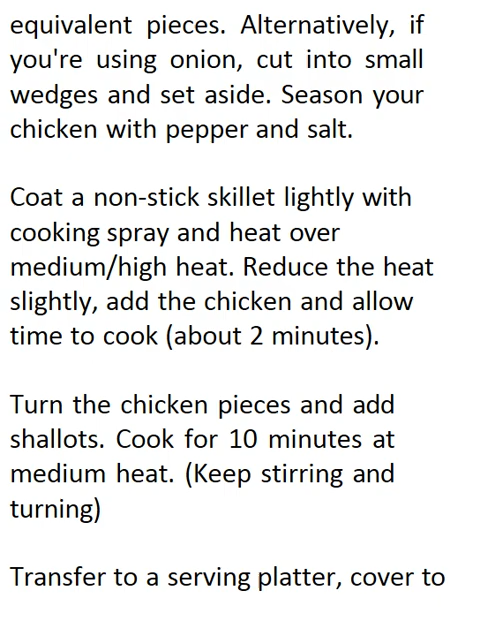 equivalent pieces. Alternatively, if
you're using onion, cut into small
wedges and set aside. Season your
chicken with pepper and salt.
Coat a non-stick skillet lightly with
cooking spray and heat over
medium/high heat. Reduce the heat
slightly, add the chicken and allow
time to cook (about 2 minutes).
Turn the chicken pieces and add
shallots. Cook for 10 minutes at
medium heat. (Keep stirring and
turning)
Transfer to a serving platter, cover to